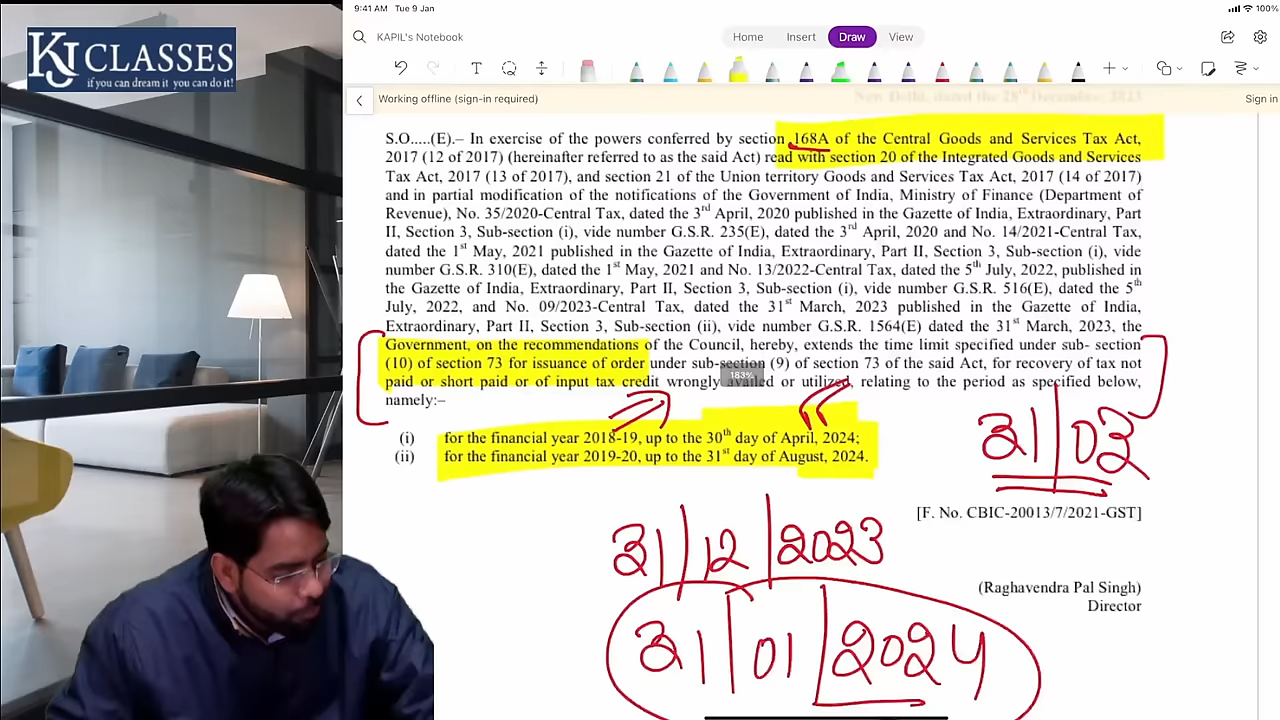 9:41 AM Tue 9 Jan
100%
KJ CLASSES
if you can dream it you can do it!
KAPIL's Notebook
Home Insert Draw View
Working offline (sign-in required)
Sign in
New Delhi, dated the 28th December, 2023
S.O.....(E).– In exercise of the powers conferred by section 168A of the Central Goods and Services Tax Act,
2017 (12 of 2017) (hereinafter referred to as the said Act) read with section 20 of the Integrated Goods and Services
Tax Act, 2017 (13 of 2017), and section 21 of the Union territory Goods and Services Tax Act, 2017 (14 of 2017)
and in partial modification of the notifications of the Government of India, Ministry of Finance (Department of
Revenue), No. 35/2020-Central Tax, dated the 3rd April, 2020 published in the Gazette of India, Extraordinary, Part
II, Section 3, Sub-section (i), vide number G.S.R. 235(E), dated the 3rd April, 2020 and No. 14/2021-Central Tax,
dated the 1st May, 2021 published in the Gazette of India, Extraordinary, Part II, Section 3, Sub-section (i), vide
number G.S.R. 310(E), dated the 1st May, 2021 and No. 13/2022-Central Tax, dated the 5th July, 2022, published in
the Gazette of India, Extraordinary, Part II, Section 3, Sub-section (i), vide number G.S.R. 516(E), dated the 5th
July, 2022, and No. 09/2023-Central Tax, dated the 31st March, 2023 published in the Gazette of India,
Extraordinary, Part II, Section 3, Sub-section (ii), vide number G.S.R. 1564(E) dated the 31st March, 2023, the
Government, on the recommendations of the Council, hereby, extends the time limit specified under sub- section
(10) of section 73 for issuance of order under sub-section (9) of section 73 of the said Act, for recovery of tax not
paid or short paid or of input tax credit wrongly availed or utilized, relating to the period as specified below,
namely:–
183%
(i) for the financial year 2018-19, up to the 30th day of April, 2024;
(ii) for the financial year 2019-20, up to the 31st day of August, 2024.
31|03
[F. No. CBIC-20013/7/2021-GST]
31|12|2023
(Raghavendra Pal Singh)
Director
31|01|2024